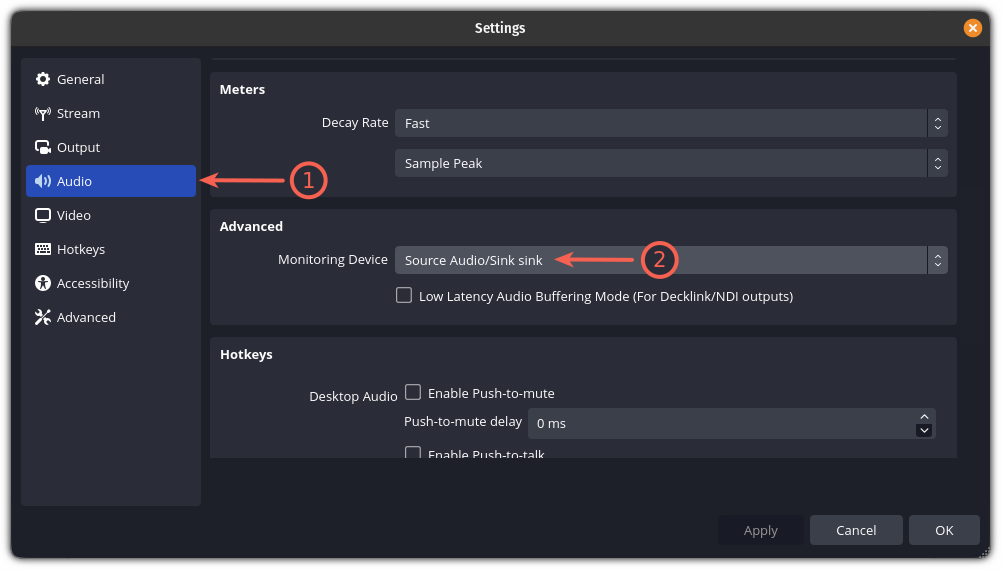 Settings
General
Stream
Output
Audio
Video
Hotkeys
Accessibility
Advanced
1
Meters
Decay Rate Fast
Sample Peak
Advanced
Monitoring Device Source Audio/Sink sink
2
Low Latency Audio Buffering Mode (For Decklink/NDI outputs)
Hotkeys
Desktop Audio Enable Push-to-mute
Push-to-mute delay 0 ms
Enable Push-to-talk
Apply Cancel OK